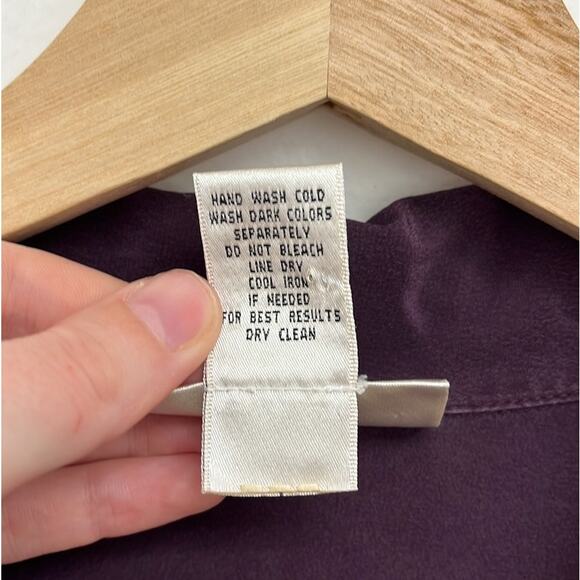 HAND WASH COLD
WASH DARK COLORS
SEPARATELY
DO NOT BLEACH
LINE DRY
COOL IRON
IF NEEDED
FOR BEST RESULTS
DRY CLEAN